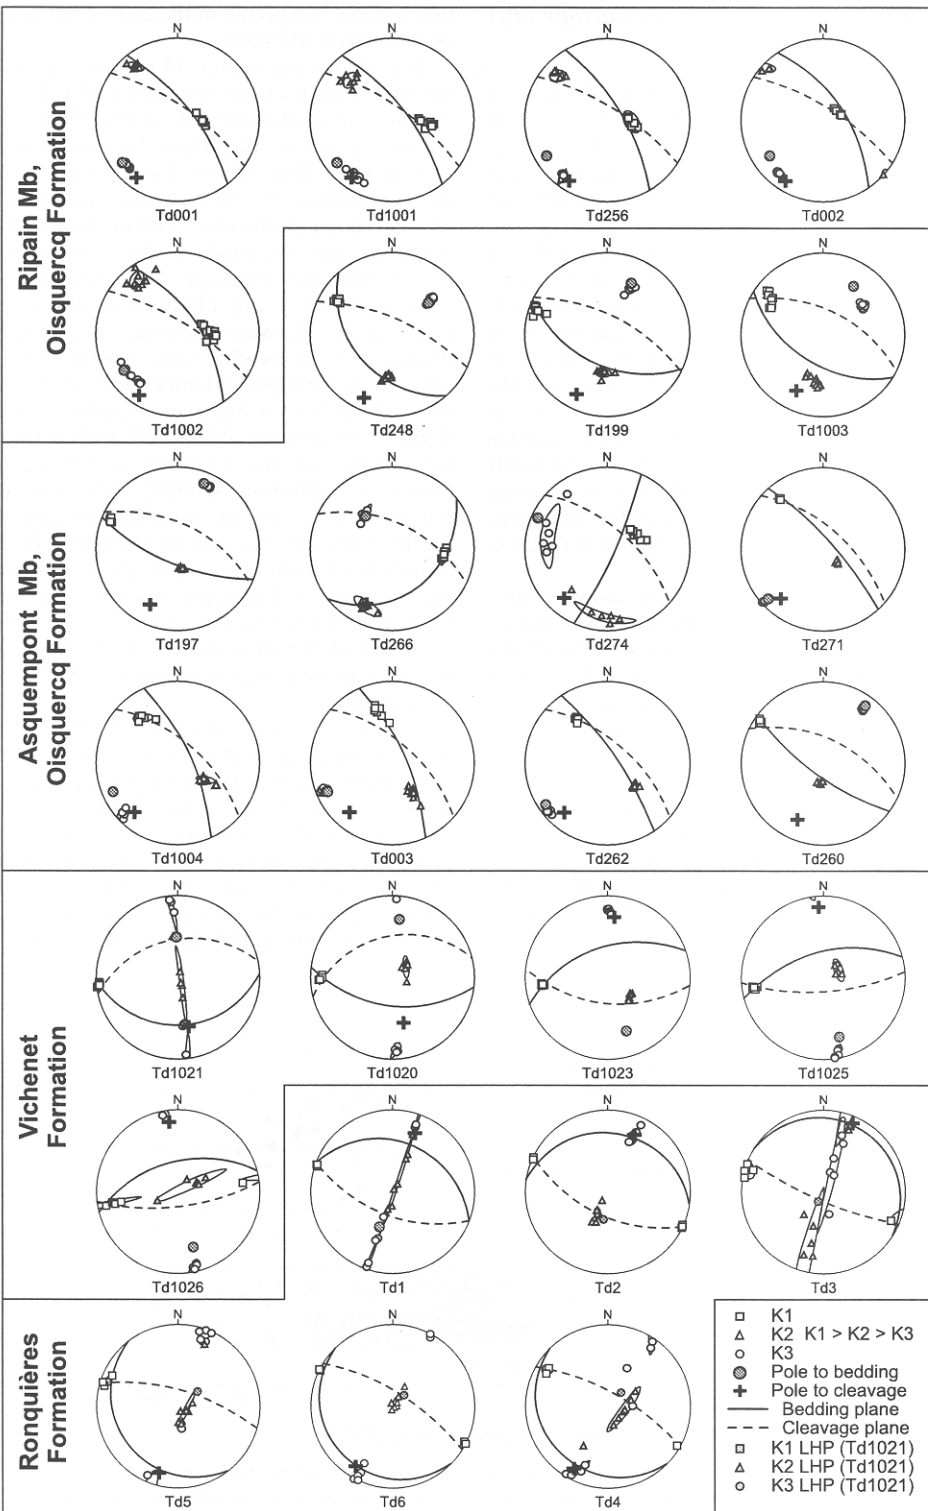 Ripain Mb,
Oisquercq Formation
N
N
N
N
Td001
Td1001
Td256
Td002
N
N
N
N
Td1002
Td248
Td199
Td1003
Asquempont Mb,
Oisquercq Formation
N
N
N
N
Td197
Td266
Td274
Td271
N
N
N
N
Td1004
Td003
Td262
Td260
Vichenet
Formation
N
N
N
N
Td1021
Td1020
Td1023
Td1025
N
N
N
N
Td1026
Td1
Td2
Td3
Ronquières
Formation
N
N
N
Td5
Td6
Td4
K1
K2 K1 > K2 > K3
K3
Pole to bedding
Pole to cleavage
Bedding plane
Cleavage plane
K1 LHP (Td1021)
K2 LHP (Td1021)
K3 LHP (Td1021)